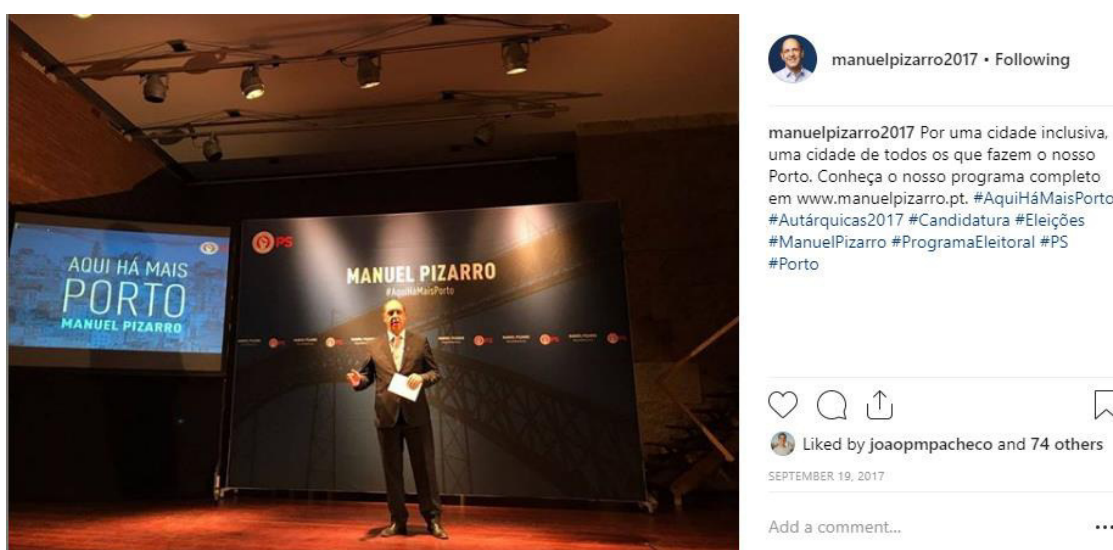 AQUI HÁ MAIS
PORTO
MANUEL PIZARRO
PS
MANUEL PIZARRO
#AquiHáMaisPorto
manuelpizarro2017 • Following
manuelpizarro2017 Por uma cidade inclusiva,
uma cidade de todos os que fazem o nosso
Porto. Conheça o nosso programa completo
em www.manuelpizarro.pt. #AquiHáMaisPorto
#Autárquicas2017 #Candidatura #Eleições
#ManuelPizarro #ProgramaEleitoral #PS
#Porto
Liked by joaopmpacheco and 74 others
SEPTEMBER 19, 2017
Add a comment...